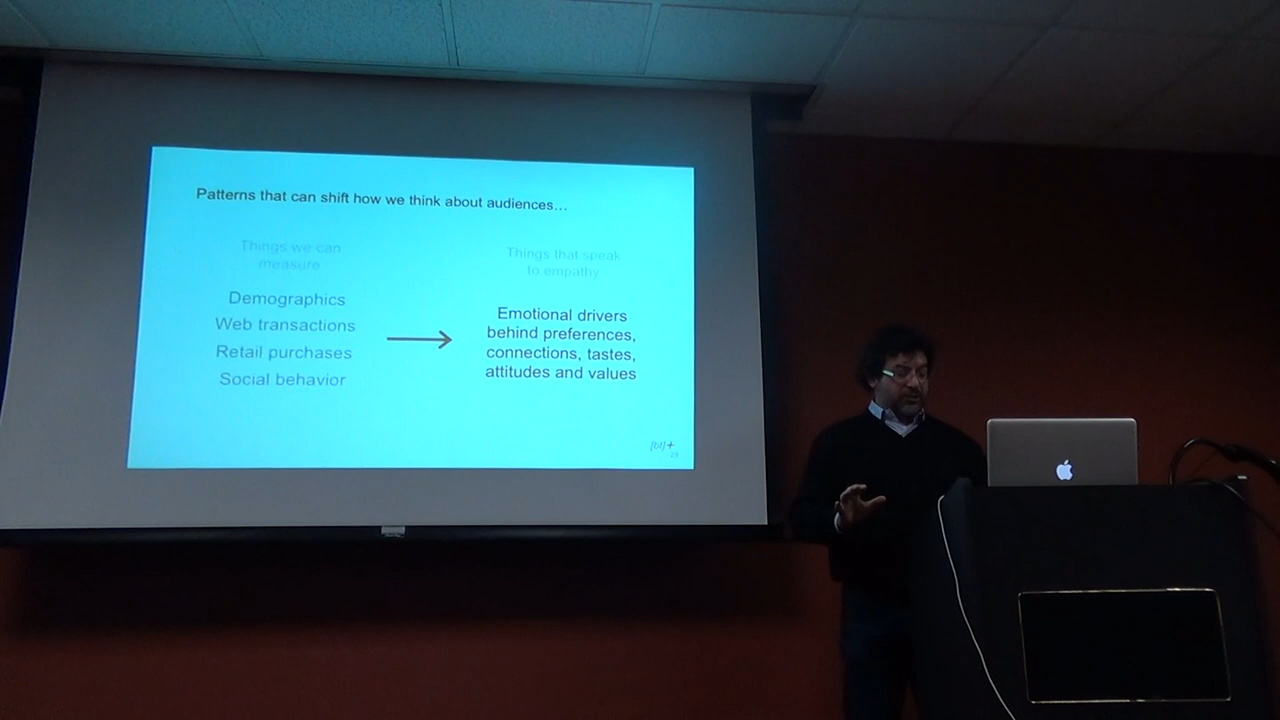 Patterns that can shift how we think about audiences…
Things we can
measure
Demographics
Web transactions
Retail purchases
Social behavior
Things that speak
to empathy
Emotional drivers
behind preferences,
connections, tastes,
attitudes and values